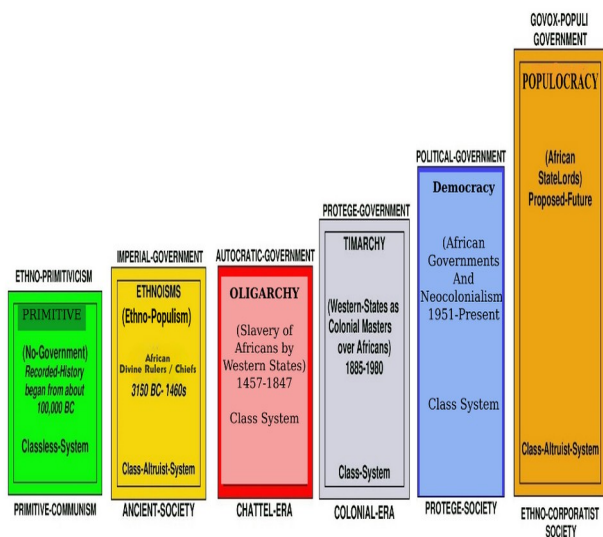 ETHNO-PRIMITIVICISM
PRIMITIVE
(No-Government)
Recorded-History
began from about
100,000 BC
Classless-System
PRIMITIVE-COMMUNISM
IMPERIAL-GOVERNMENT
ETHNOISMS
(Ethno-Populism)
African
Divine Rulers / Chiefs
3150 BC- 1460s
Class-Altruist-System
ANCIENT-SOCIETY
AUTOCRATIC-GOVERNMENT
OLIGARCHY
(Slavery of
Africans by
Western States)
1457-1847
Class System
CHATTEL-ERA
PROTEGE-GOVERNMENT
TIMARCHY
(Western-States as
Colonial Masters
over Africans)
1885-1980
Class-System
COLONIAL-ERA
POLITICAL-GOVERNMENT
Democracy
(African
Governments
And
Neocolonialism
1951-Present
Class System
PROTEGE-SOCIETY
GOVOX-POPULI
GOVERNMENT
POPULOCRACY
(African
StateLords)
Proposed-Future
Class-Altruist-System
ETHNO-CORPORATIST
SOCIETY